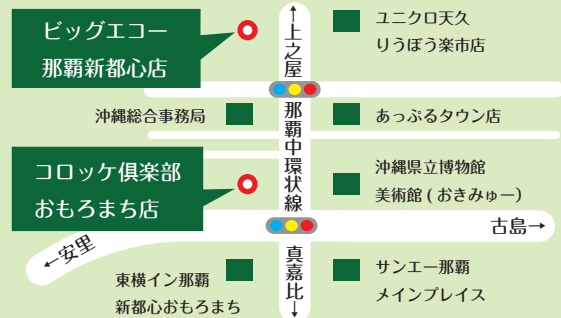 ビッグエコー
那覇新都心店
↑上之屋
ユニクロ天久
りうぼう楽市店
沖縄総合事務局
那覇中環状線
あっぷるタウン店
コロッケ倶楽部
おもろまち店
沖縄県立博物館
美術館(おきみゅー)
古島→
←安里
真嘉比↓
東横イン那覇
新都心おもろまち
サンエー那覇
メインプレイス